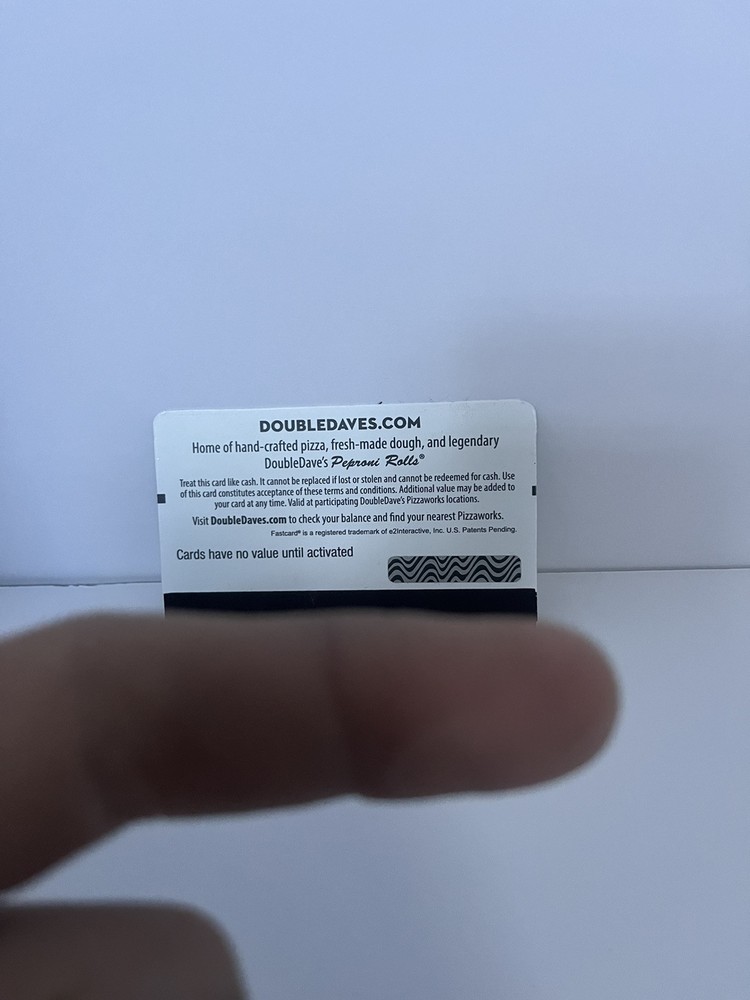 DOUBLEDAVES.COM
Home of hand-crafted pizza, fresh-made dough, and legendary
DoubleDave's Peproni Rolls®
Treat this card like cash. It cannot be replaced if lost or stolen and cannot be redeemed for cash. Use
of this card constitutes acceptance of these terms and conditions. Additional value may be added to
your card at any time. Valid at participating DoubleDave's Pizzaworks locations.
Visit DoubleDaves.com to check your balance and find your nearest Pizzaworks.
Fastcard® is a registered trademark of e2Interactive, Inc. U.S. Patents Pending.
Cards have no value until activated